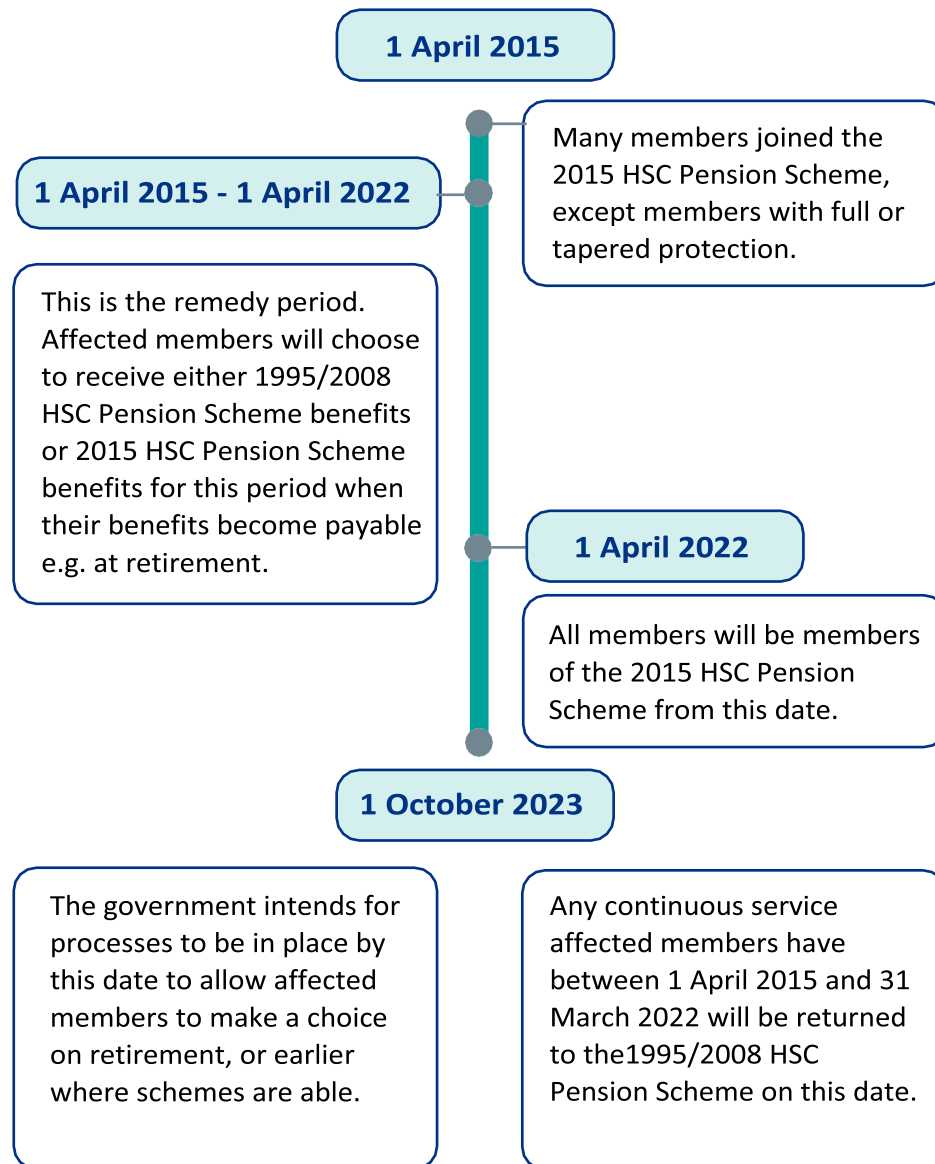 1 April 2015
Many members joined the
2015 HSC Pension Scheme,
except members with full or
tapered protection.
1 April 2015 - 1 April 2022
This is the remedy period.
Affected members will choose
to receive either 1995/2008
HSC Pension Scheme benefits
or 2015 HSC Pension Scheme
benefits for this period when
their benefits become payable
e.g. at retirement.
1 April 2022
All members will be members
of the 2015 HSC Pension
Scheme from this date.
1 October 2023
The government intends for
processes to be in place by
this date to allow affected
members to make a choice
on retirement, or earlier
where schemes are able.
Any continuous service
affected members have
between 1 April 2015 and 31
March 2022 will be returned
to the1995/2008 HSC
Pension Scheme on this date.